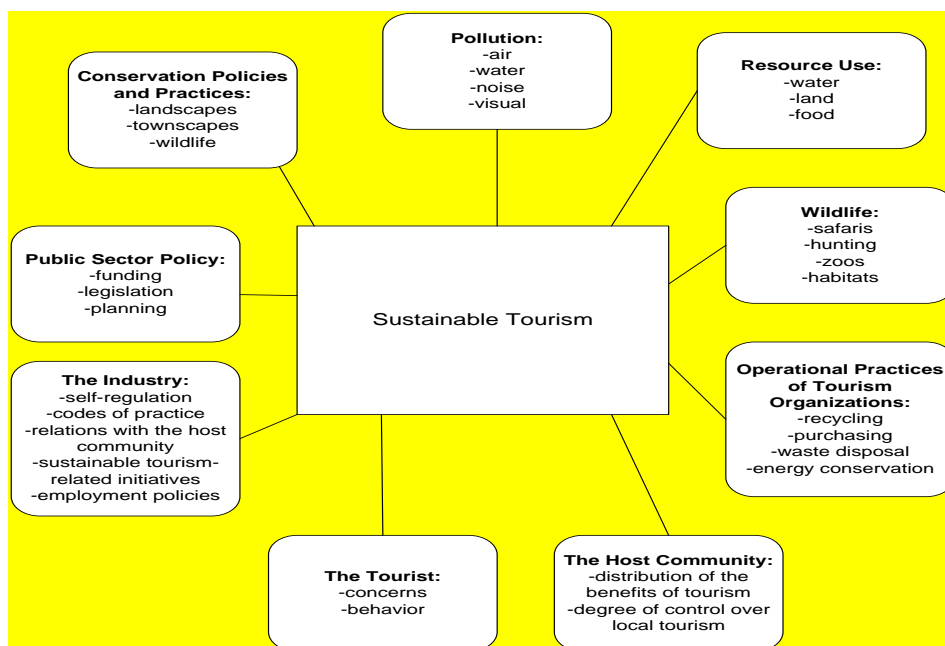 Pollution:
-air
-water
-noise
-visual
Conservation Policies
and Practices:
-landscapes
-townscapes
-wildlife
Resource Use:
-water
-land
-food
Public Sector Policy:
-funding
-legislation
-planning
Sustainable Tourism
Wildlife:
-safaris
-hunting
-zoos
-habitats
The Industry:
-self-regulation
-codes of practice
-relations with the host
community
-sustainable tourism-
related initiatives
-employment policies
Operational Practices
of Tourism
Organizations:
-recycling
-purchasing
-waste disposal
-energy conservation
The Tourist:
-concerns
-behavior
The Host Community:
-distribution of the
benefits of tourism
-degree of control over
local tourism